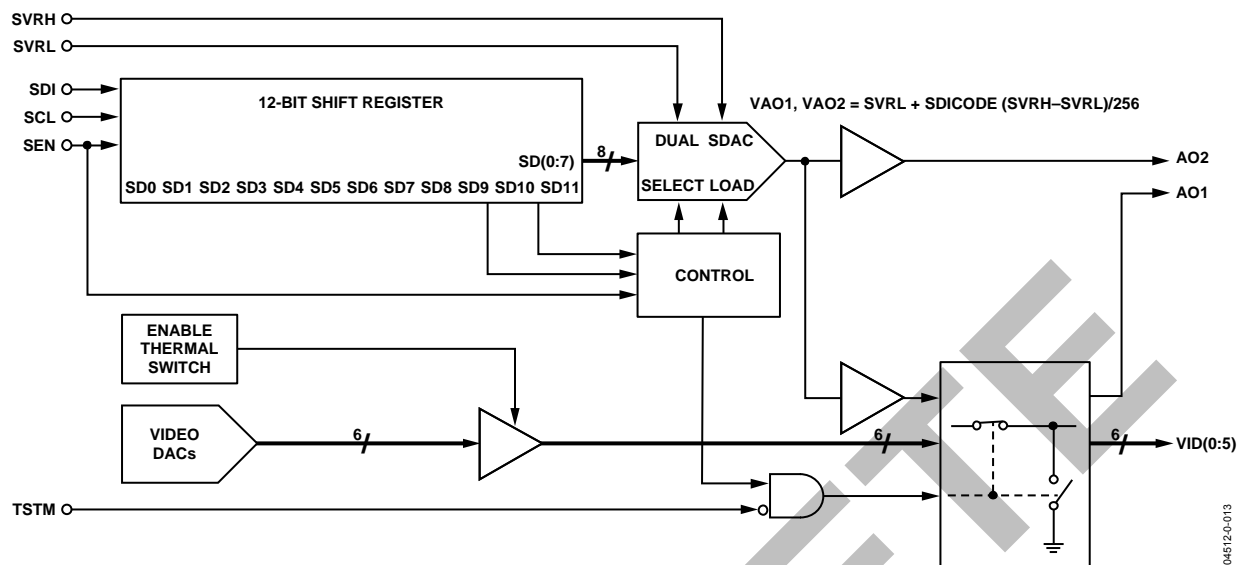 SVRH
SVRL
SDI
SCL
SEN
12-BIT SHIFT REGISTER
SD(0:7)
SD0 SD1 SD2 SD3 SD4 SD5 SD6 SD7 SD8 SD9 SD10 SD11
8
VAO1, VAO2 = SVRL + SDICODE (SVRH–SVRL)/256
DUAL SDAC
SELECT LOAD
AO2
AO1
CONTROL
ENABLE
THERMAL
SWITCH
VIDEO
DACs
6
6
6
VID(0:5)
TSTM
04512-0-013
TE